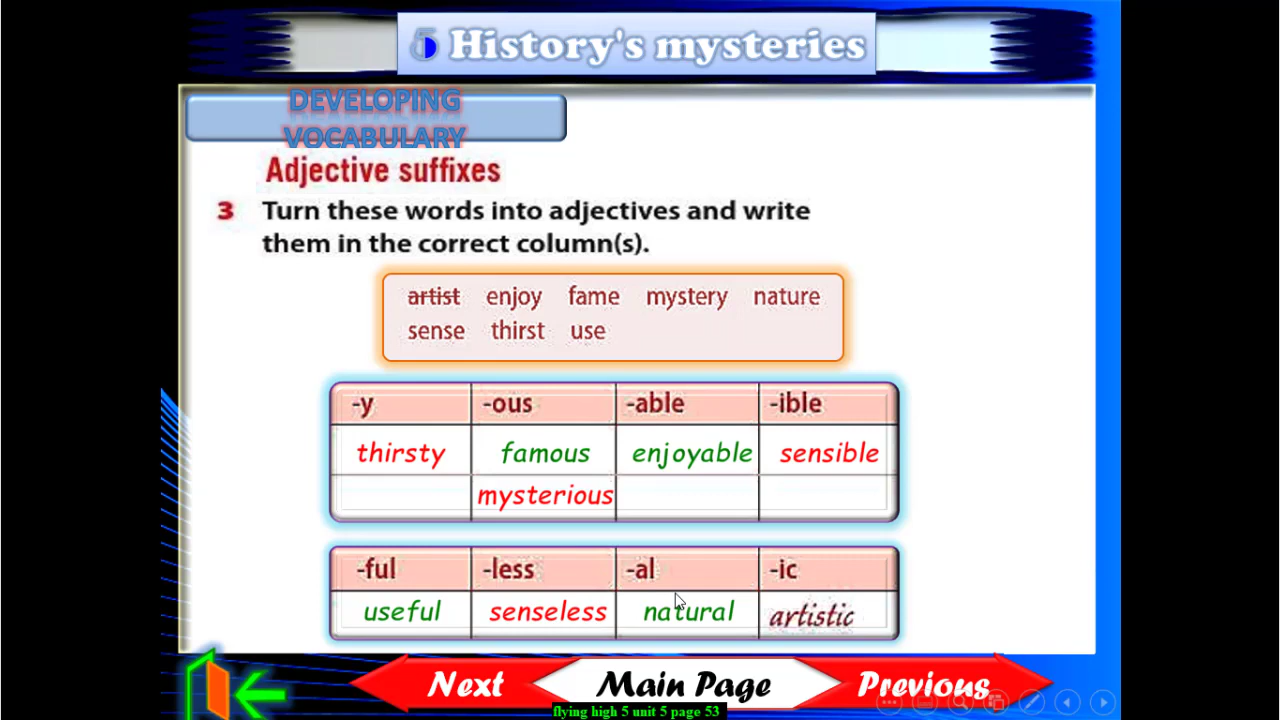 5 History's mysteries
DEVELOPING
VOCABULARY
Adjective suffixes
3 Turn these words into adjectives and write
them in the correct column(s).
artist enjoy fame mystery nature
sense thirst use
-y -ous -able -ible
thirsty famous enjoyable sensible
mysterious
-ful -less -al -ic
useful senseless natural artistic
Next Main Page Previous
flying high 5 unit 5 page 53